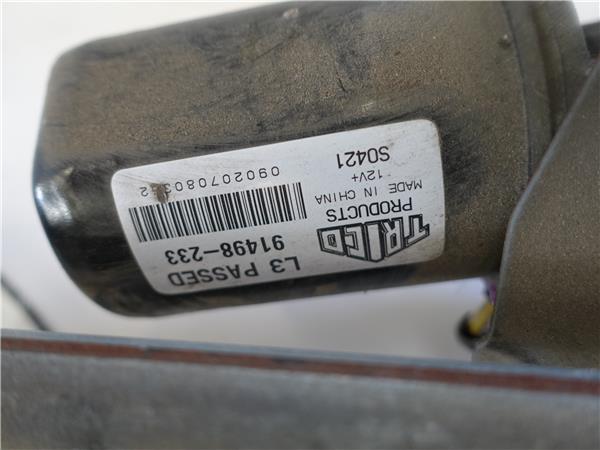 L3 PASSED
91498-233
TRICO
PRODUCTS
MADE IN CHINA
12V+
S0421